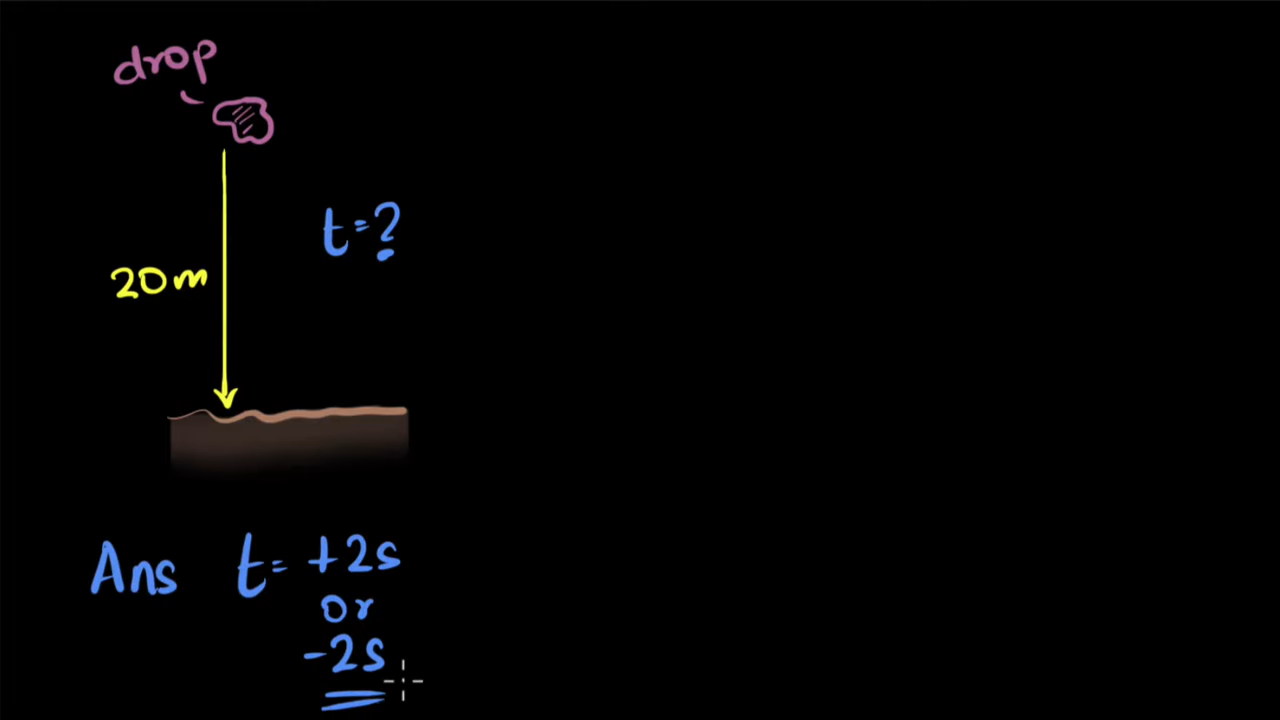 drop
t=?
20m
Ans t= +2s
or
-2s